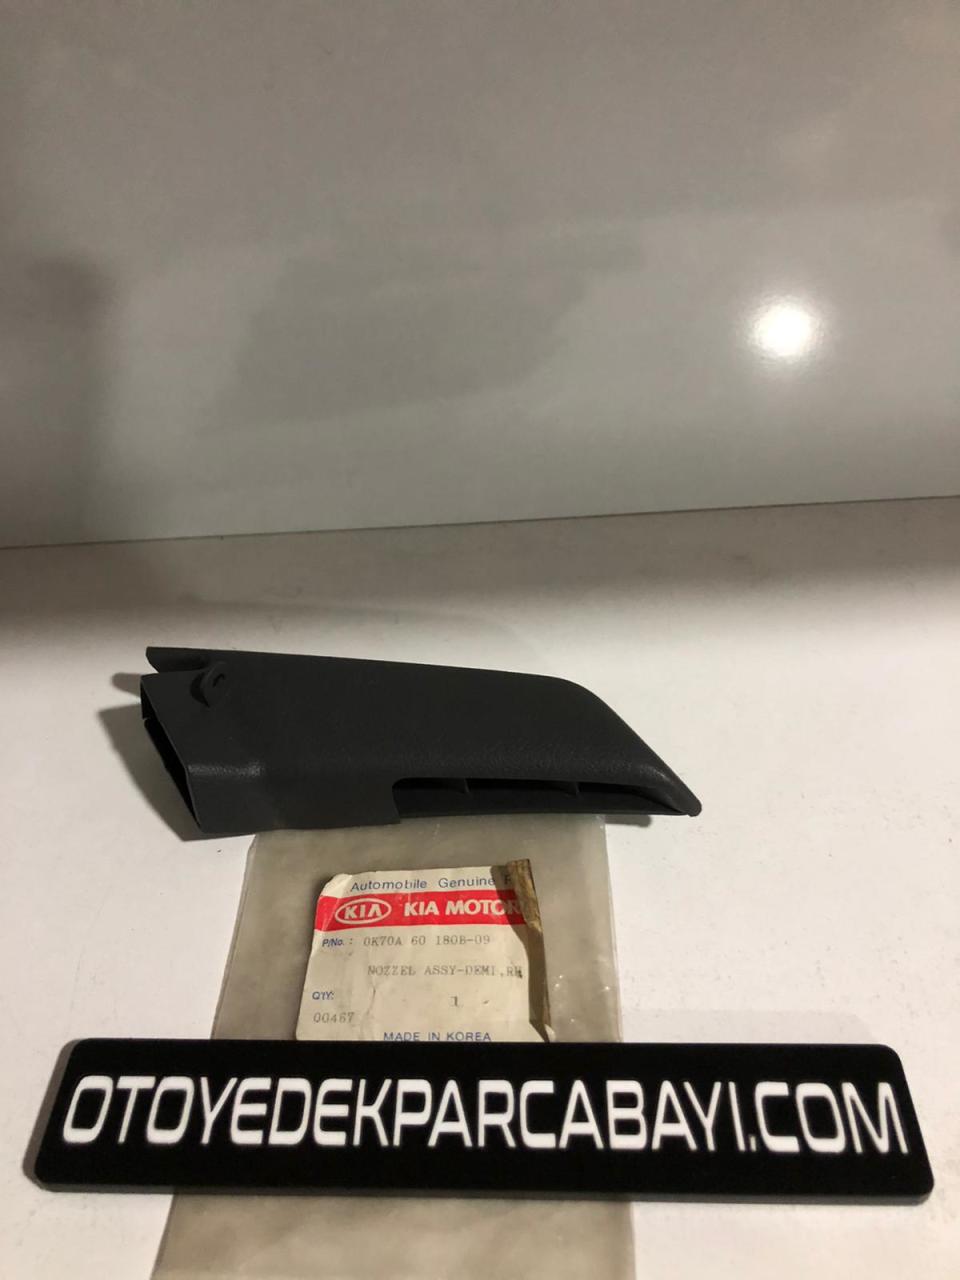 Automobile Genuine P
KIA KIA MOTOR
P/No. : 0K70A 60 180B-09
NOZZEL ASSY-DEMI,RH
Q'TY: 1
00467
MADE IN KOREA
OTOYEDEKPARCABAYI.COM